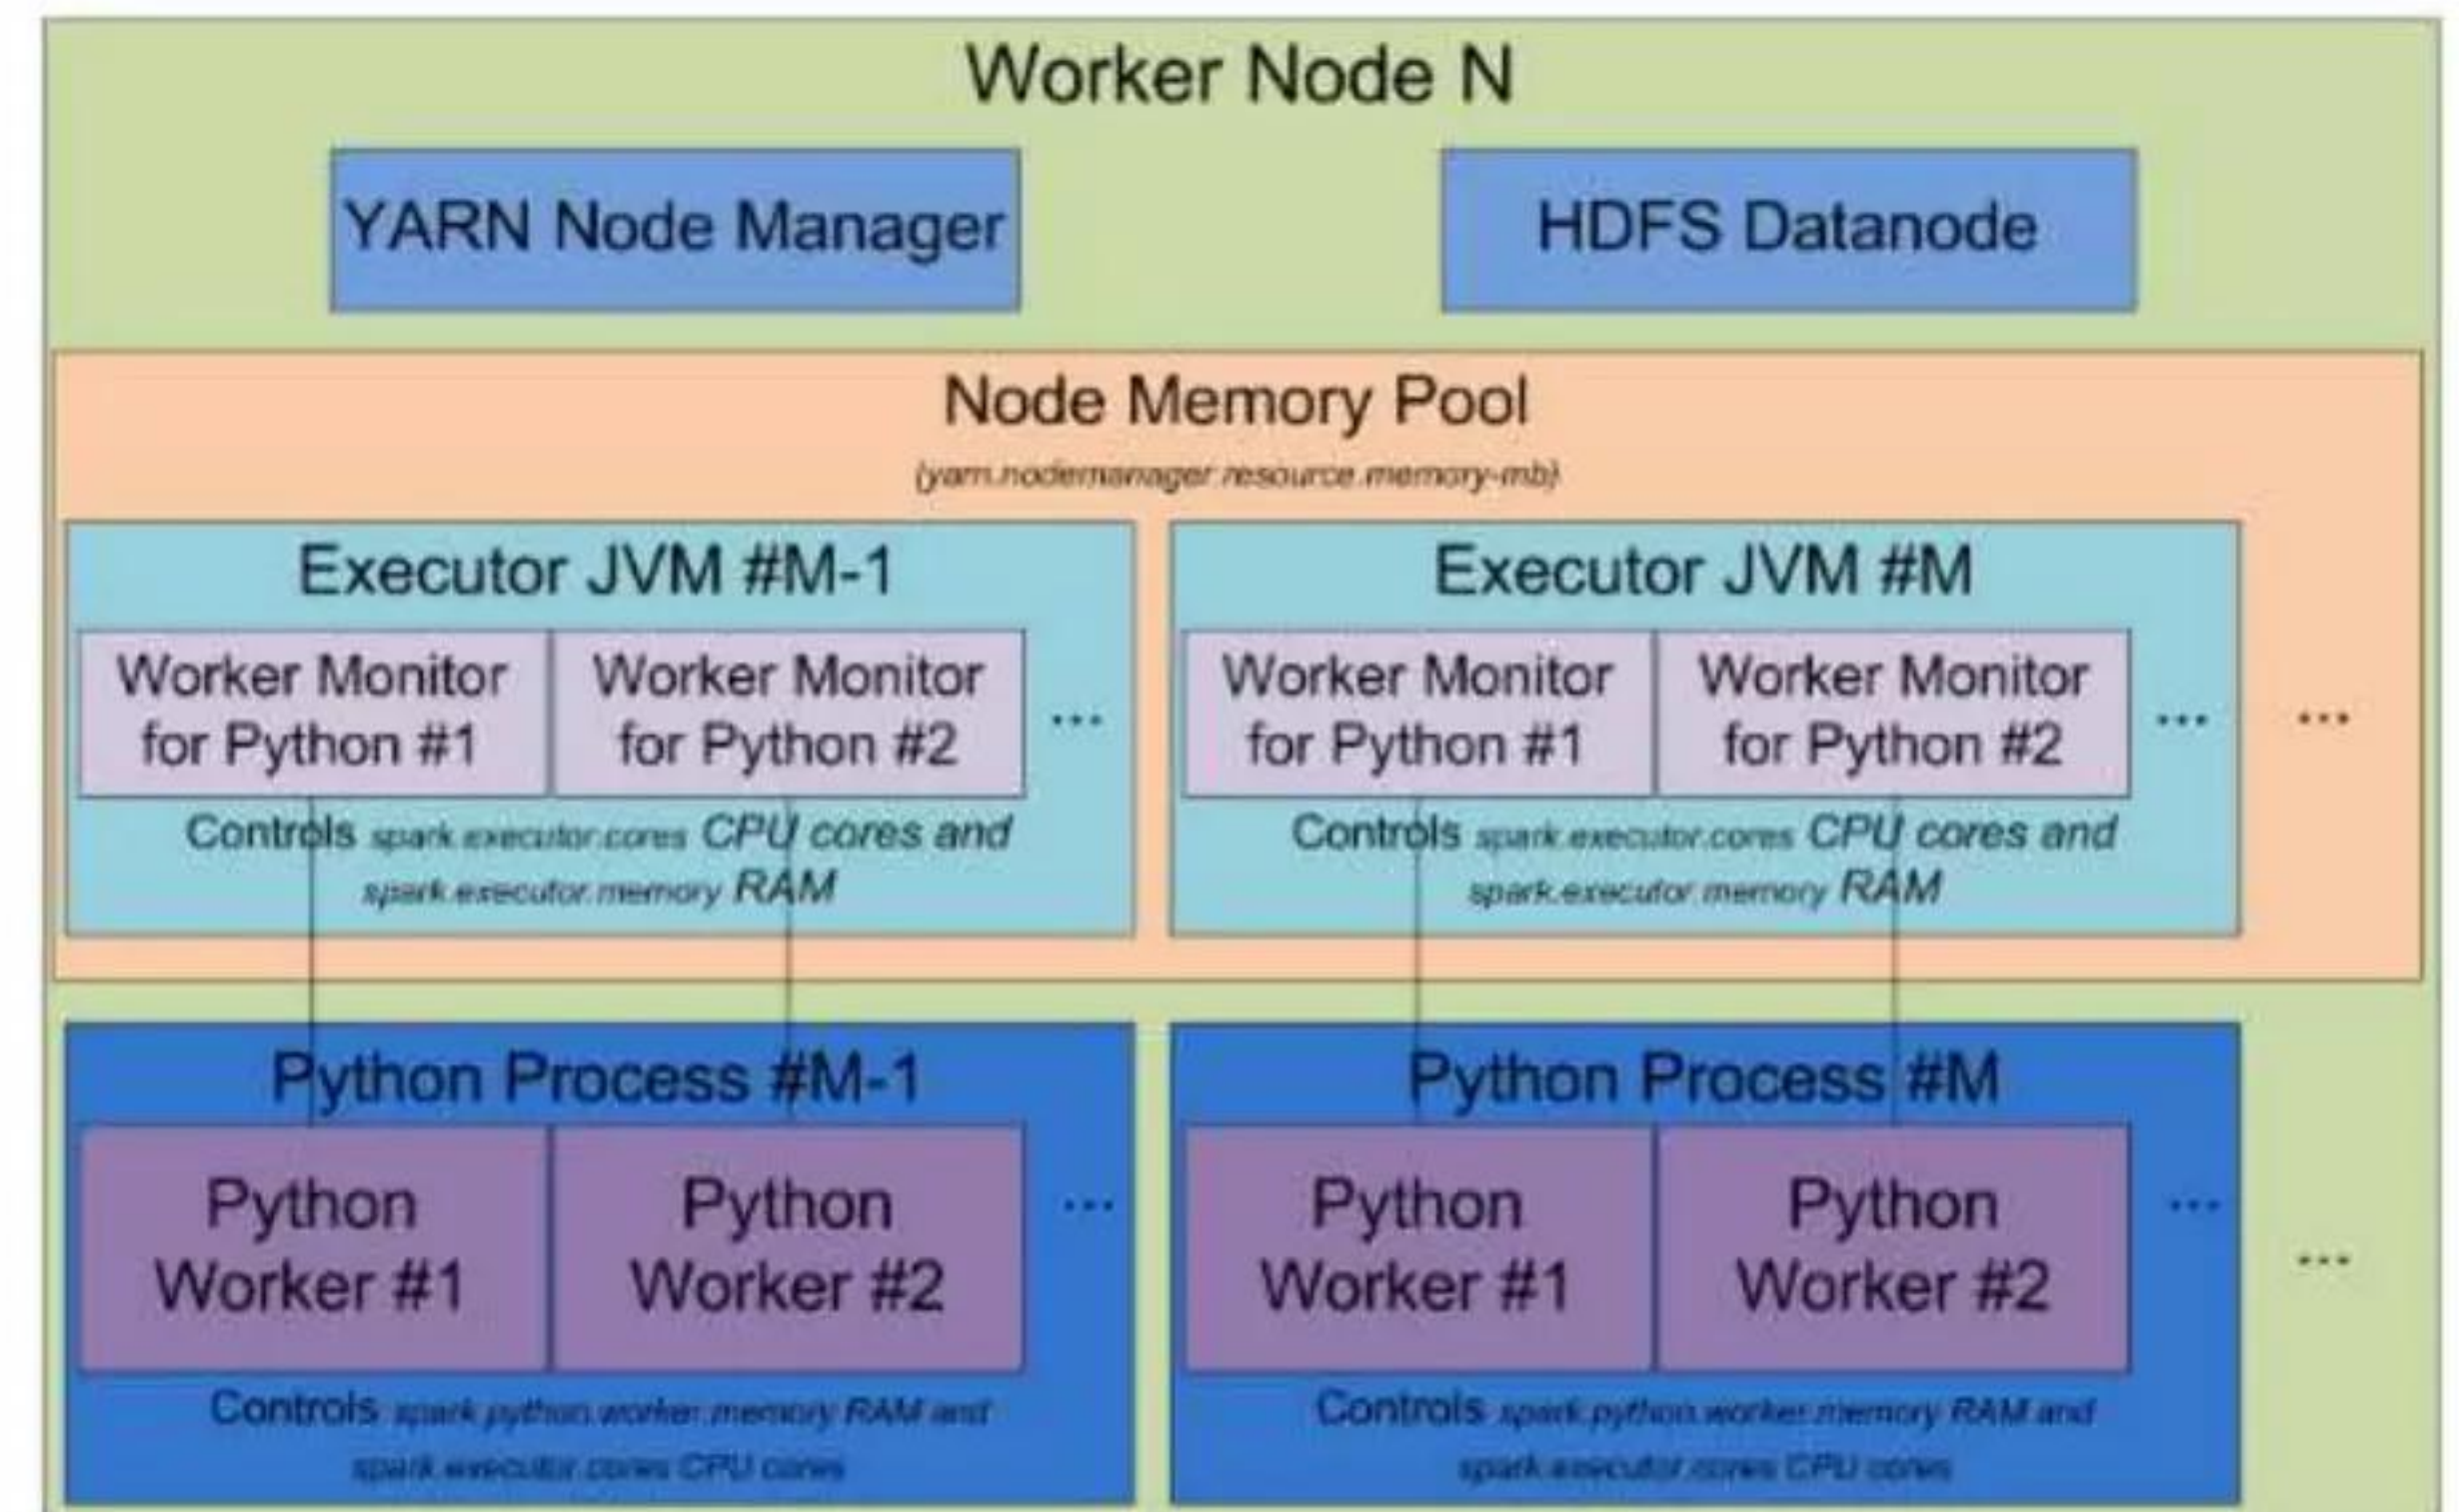 Worker Node N
YARN Node Manager
HDFS Datanode
Node Memory Pool
(yarn.nodemanager.resource.memory-mb)
Executor JVM #M-1
Worker Monitor
for Python #1
Worker Monitor
for Python #2
...
Controls spark.executor.cores CPU cores and
spark.executor.memory RAM
Executor JVM #M
Worker Monitor
for Python #1
Worker Monitor
for Python #2
...
Controls spark.executor.cores CPU cores and
spark.executor.memory RAM
...
Python Process #M-1
Python
Worker #1
Python
Worker #2
...
Controls spark.python.worker.memory RAM and
spark.executor.cores CPU cores
Python Process #M
Python
Worker #1
Python
Worker #2
...
Controls spark.python.worker.memory RAM and
spark.executor.cores CPU cores
...